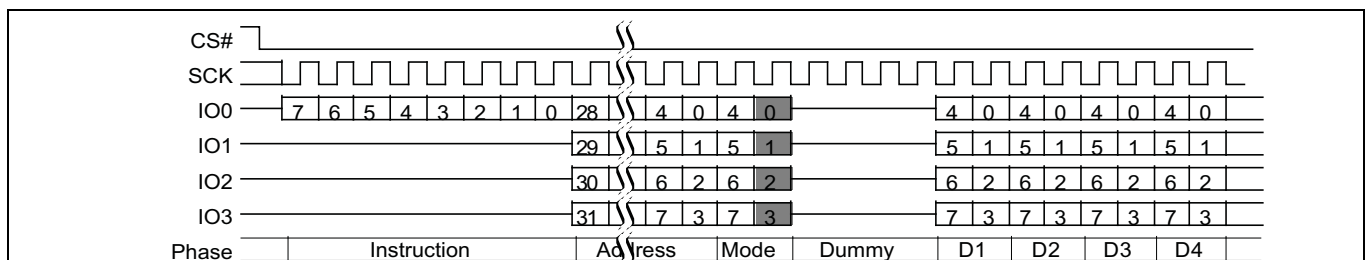 CS#
SCK
IO0 7 6 5 4 3 2 1 0 28 4 0 4 0 4 0 4 0 4 0 4 0
IO1 29 5 1 5 1 5 1 5 1 5 1 5 1
IO2 30 6 2 6 2 6 2 6 2 6 2 6 2
IO3 31 7 3 7 3 7 3 7 3 7 3 7 3
Phase Instruction Address Mode Dummy D1 D2 D3 D4